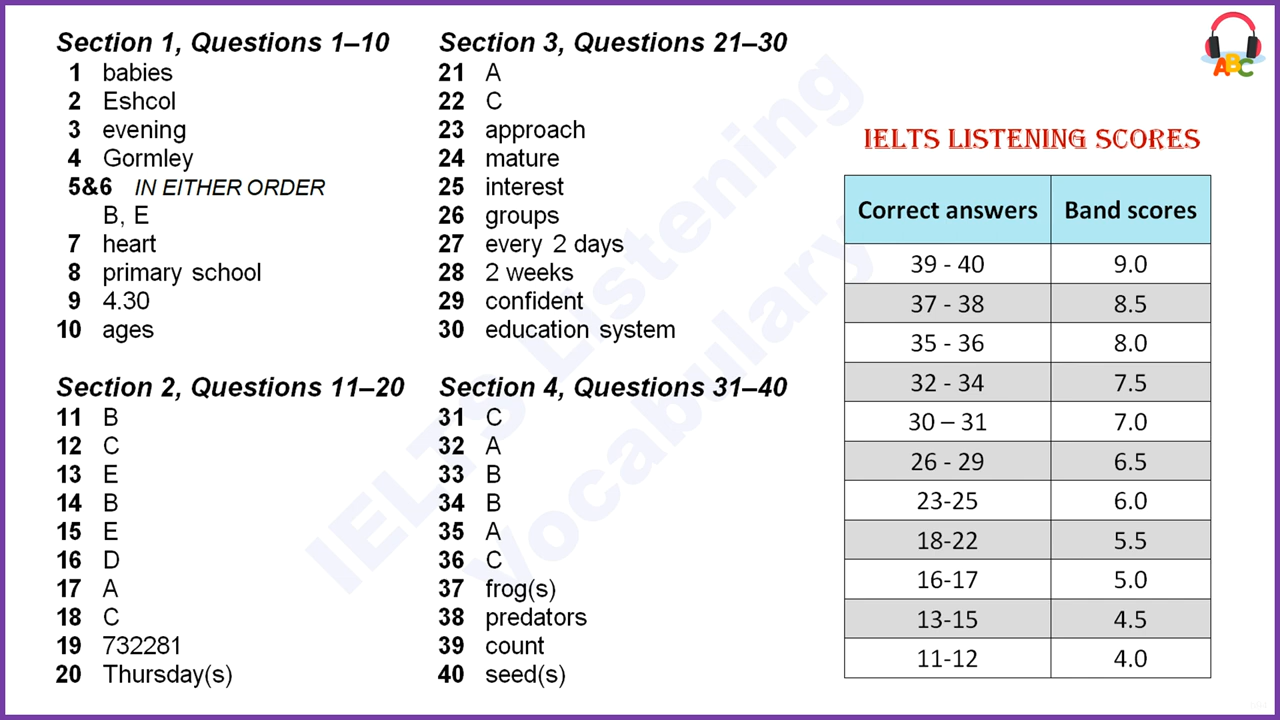 Section 1, Questions 1–10
1 babies
2 Eshcol
3 evening
4 Gormley
5&6 IN EITHER ORDER
B, E
7 heart
8 primary school
9 4.30
10 ages
Section 2, Questions 11–20
11 B
12 C
13 E
14 B
15 E
16 D
17 A
18 C
19 732281
20 Thursday(s)
Section 3, Questions 21–30
21 A
22 C
23 approach
24 mature
25 interest
26 groups
27 every 2 days
28 2 weeks
29 confident
30 education system
Section 4, Questions 31–40
31 C
32 A
33 B
34 B
35 A
36 C
37 frog(s)
38 predators
39 count
40 seed(s)
ABC
IELTS LISTENING SCORES
Correct answers Band scores
39 - 40 9.0
37 - 38 8.5
35 - 36 8.0
32 - 34 7.5
30 – 31 7.0
26 - 29 6.5
23-25 6.0
18-22 5.5
16-17 5.0
13-15 4.5
11-12 4.0
IELTS Listening
Vocabulary